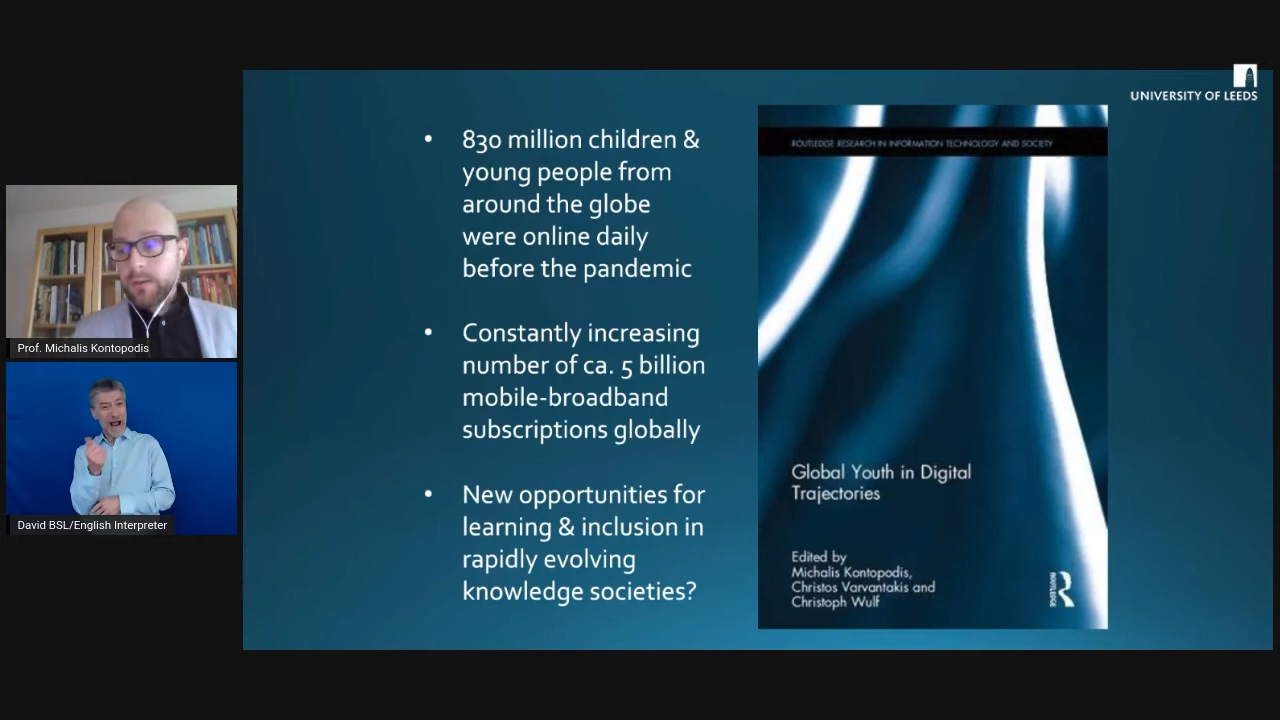 UNIVERSITY OF LEEDS
• 830 million children &
young people from
around the globe
were online daily
before the pandemic
• Constantly increasing
number of ca. 5 billion
mobile-broadband
subscriptions globally
• New opportunities for
learning & inclusion in
rapidly evolving
knowledge societies?
ROUTLEDGE RESEARCH IN INFORMATION TECHNOLOGY AND SOCIETY
Global Youth in Digital
Trajectories
Edited by
Michalis Kontopodis,
Christos Varvantakis and
Christoph Wulf
ROUTLEDGE
Prof. Michalis Kontopodis
David BSL/English Interpreter